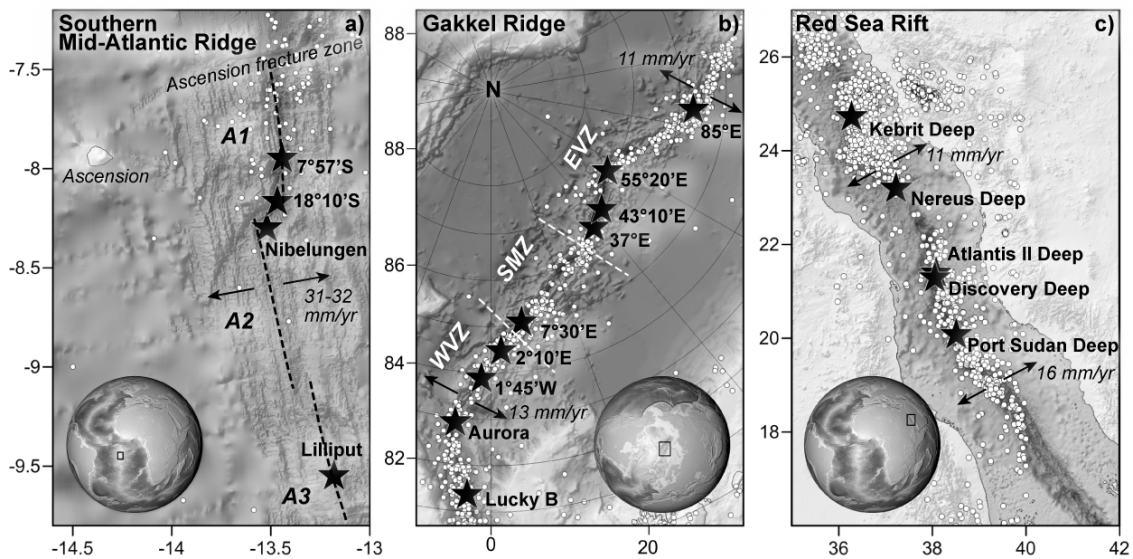 Southern
Mid-Atlantic Ridge
a)
-7.5
Ascension fracture zone
A1
-8
7°57'S
Ascension
18°10'S
Nibelungen
-8.5
31-32
mm/yr
A2
-9
Lilliput
-9.5
A3
-14.5
-14
-13.5
-13
Gakkel Ridge
b)
88
11 mm/yr
N
85°E
EVZ
88
55°20'E
43°10'E
37°E
SMZ
86
7°30'E
WVZ
2°10'E
84
1°45'W
13 mm/yr
Aurora
82
Lucky B
0
20
Red Sea Rift
c)
26
Kebrit Deep
24
11 mm/yr
Nereus Deep
22
Atlantis II Deep
Discovery Deep
20
Port Sudan Deep
16 mm/yr
18
36
38
40
42